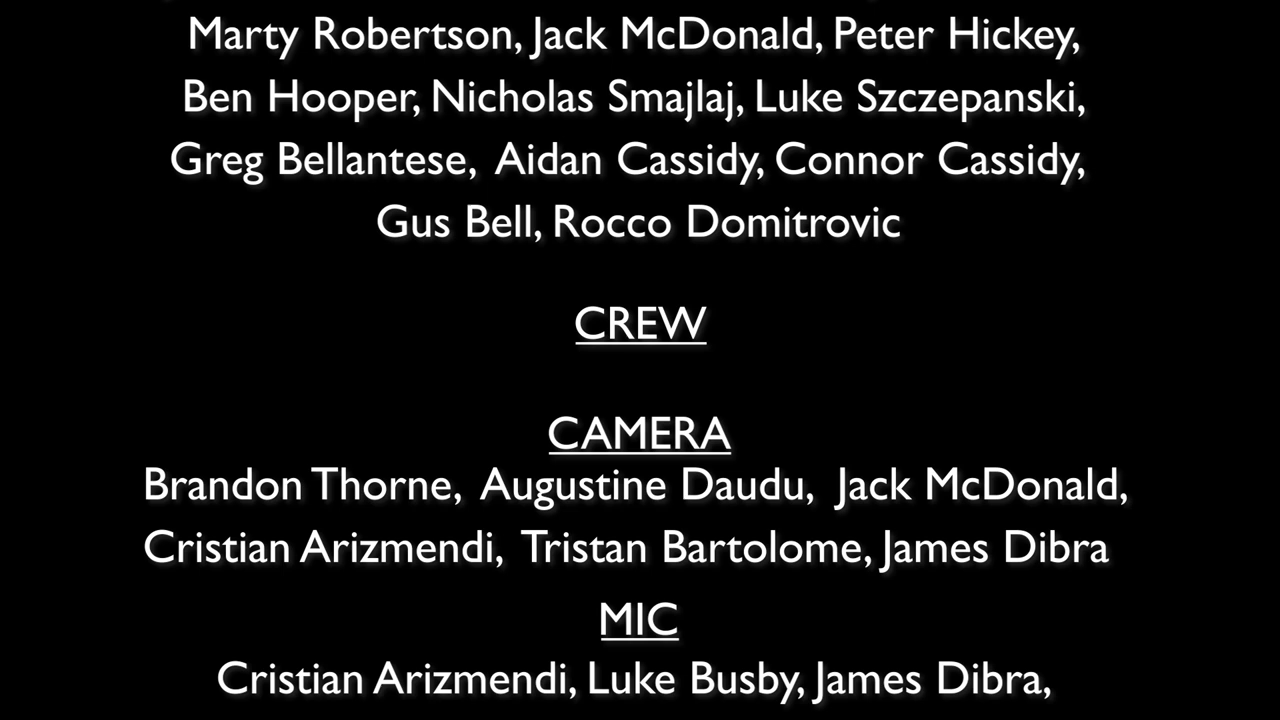 Marty Robertson, Jack McDonald, Peter Hickey,
Ben Hooper, Nicholas Smajlaj, Luke Szczepanski,
Greg Bellantese, Aidan Cassidy, Connor Cassidy,
Gus Bell, Rocco Domitrovic
CREW
CAMERA
Brandon Thorne, Augustine Daudu, Jack McDonald,
Cristian Arizmendi, Tristan Bartolome, James Dibra
MIC
Cristian Arizmendi, Luke Busby, James Dibra,